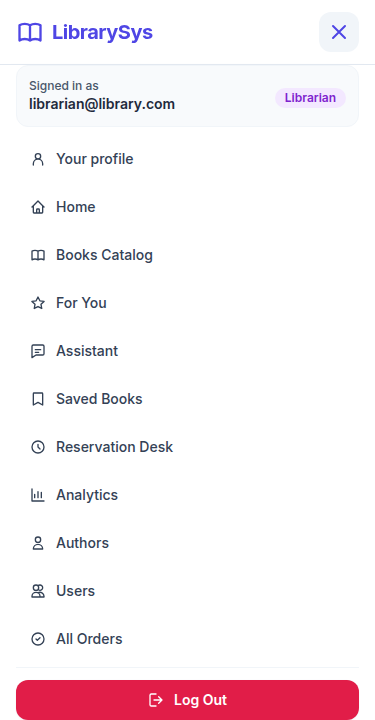 LibrarySys
Signed in as
librarian@library.com
Librarian
Your profile
Home
Books Catalog
For You
Assistant
Saved Books
Reservation Desk
Analytics
Authors
Users
All Orders
Log Out